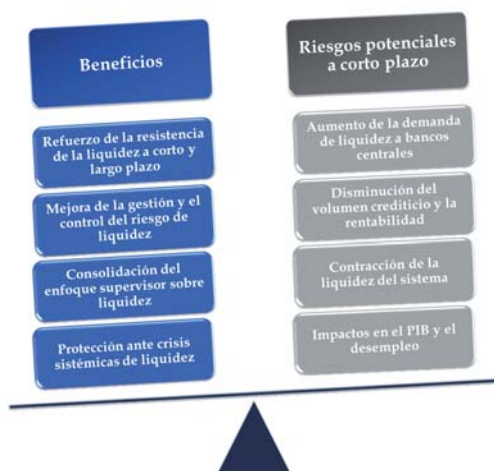 Beneficios
Refuerzo de la resistencia
de la liquidez a corto y
largo plazo
Mejora de la gestión y el
control del riesgo de
liquidez
Consolidación del
enfoque supervisor sobre
liquidez
Protección ante crisis
sistémicas de liquidez
Riesgos potenciales
a corto plazo
Aumento de la demanda
de liquidez a bancos
centrales
Disminución del
volumen crediticio y la
rentabilidad
Contracción de la
liquidez del sistema
Impactos en el PIB y el
desempleo